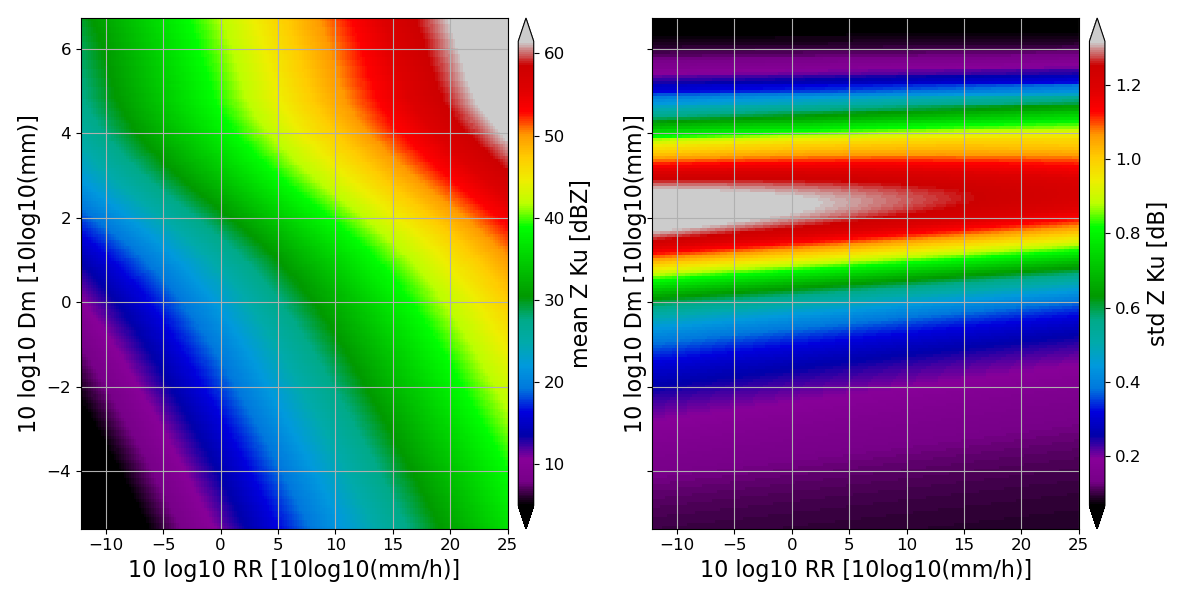 6
4
2
0
−2
−4
10 log10 Dm [10log10(mm)]
−10 −5 0 5 10 15 20 25
10 log10 RR [10log10(mm/h)]
60
50
40
30
20
10
mean Z Ku [dBZ]
10 log10 Dm [10log10(mm)]
−10 −5 0 5 10 15 20 25
10 log10 RR [10log10(mm/h)]
1.2
1.0
0.8
0.6
0.4
0.2
std Z Ku [dB]